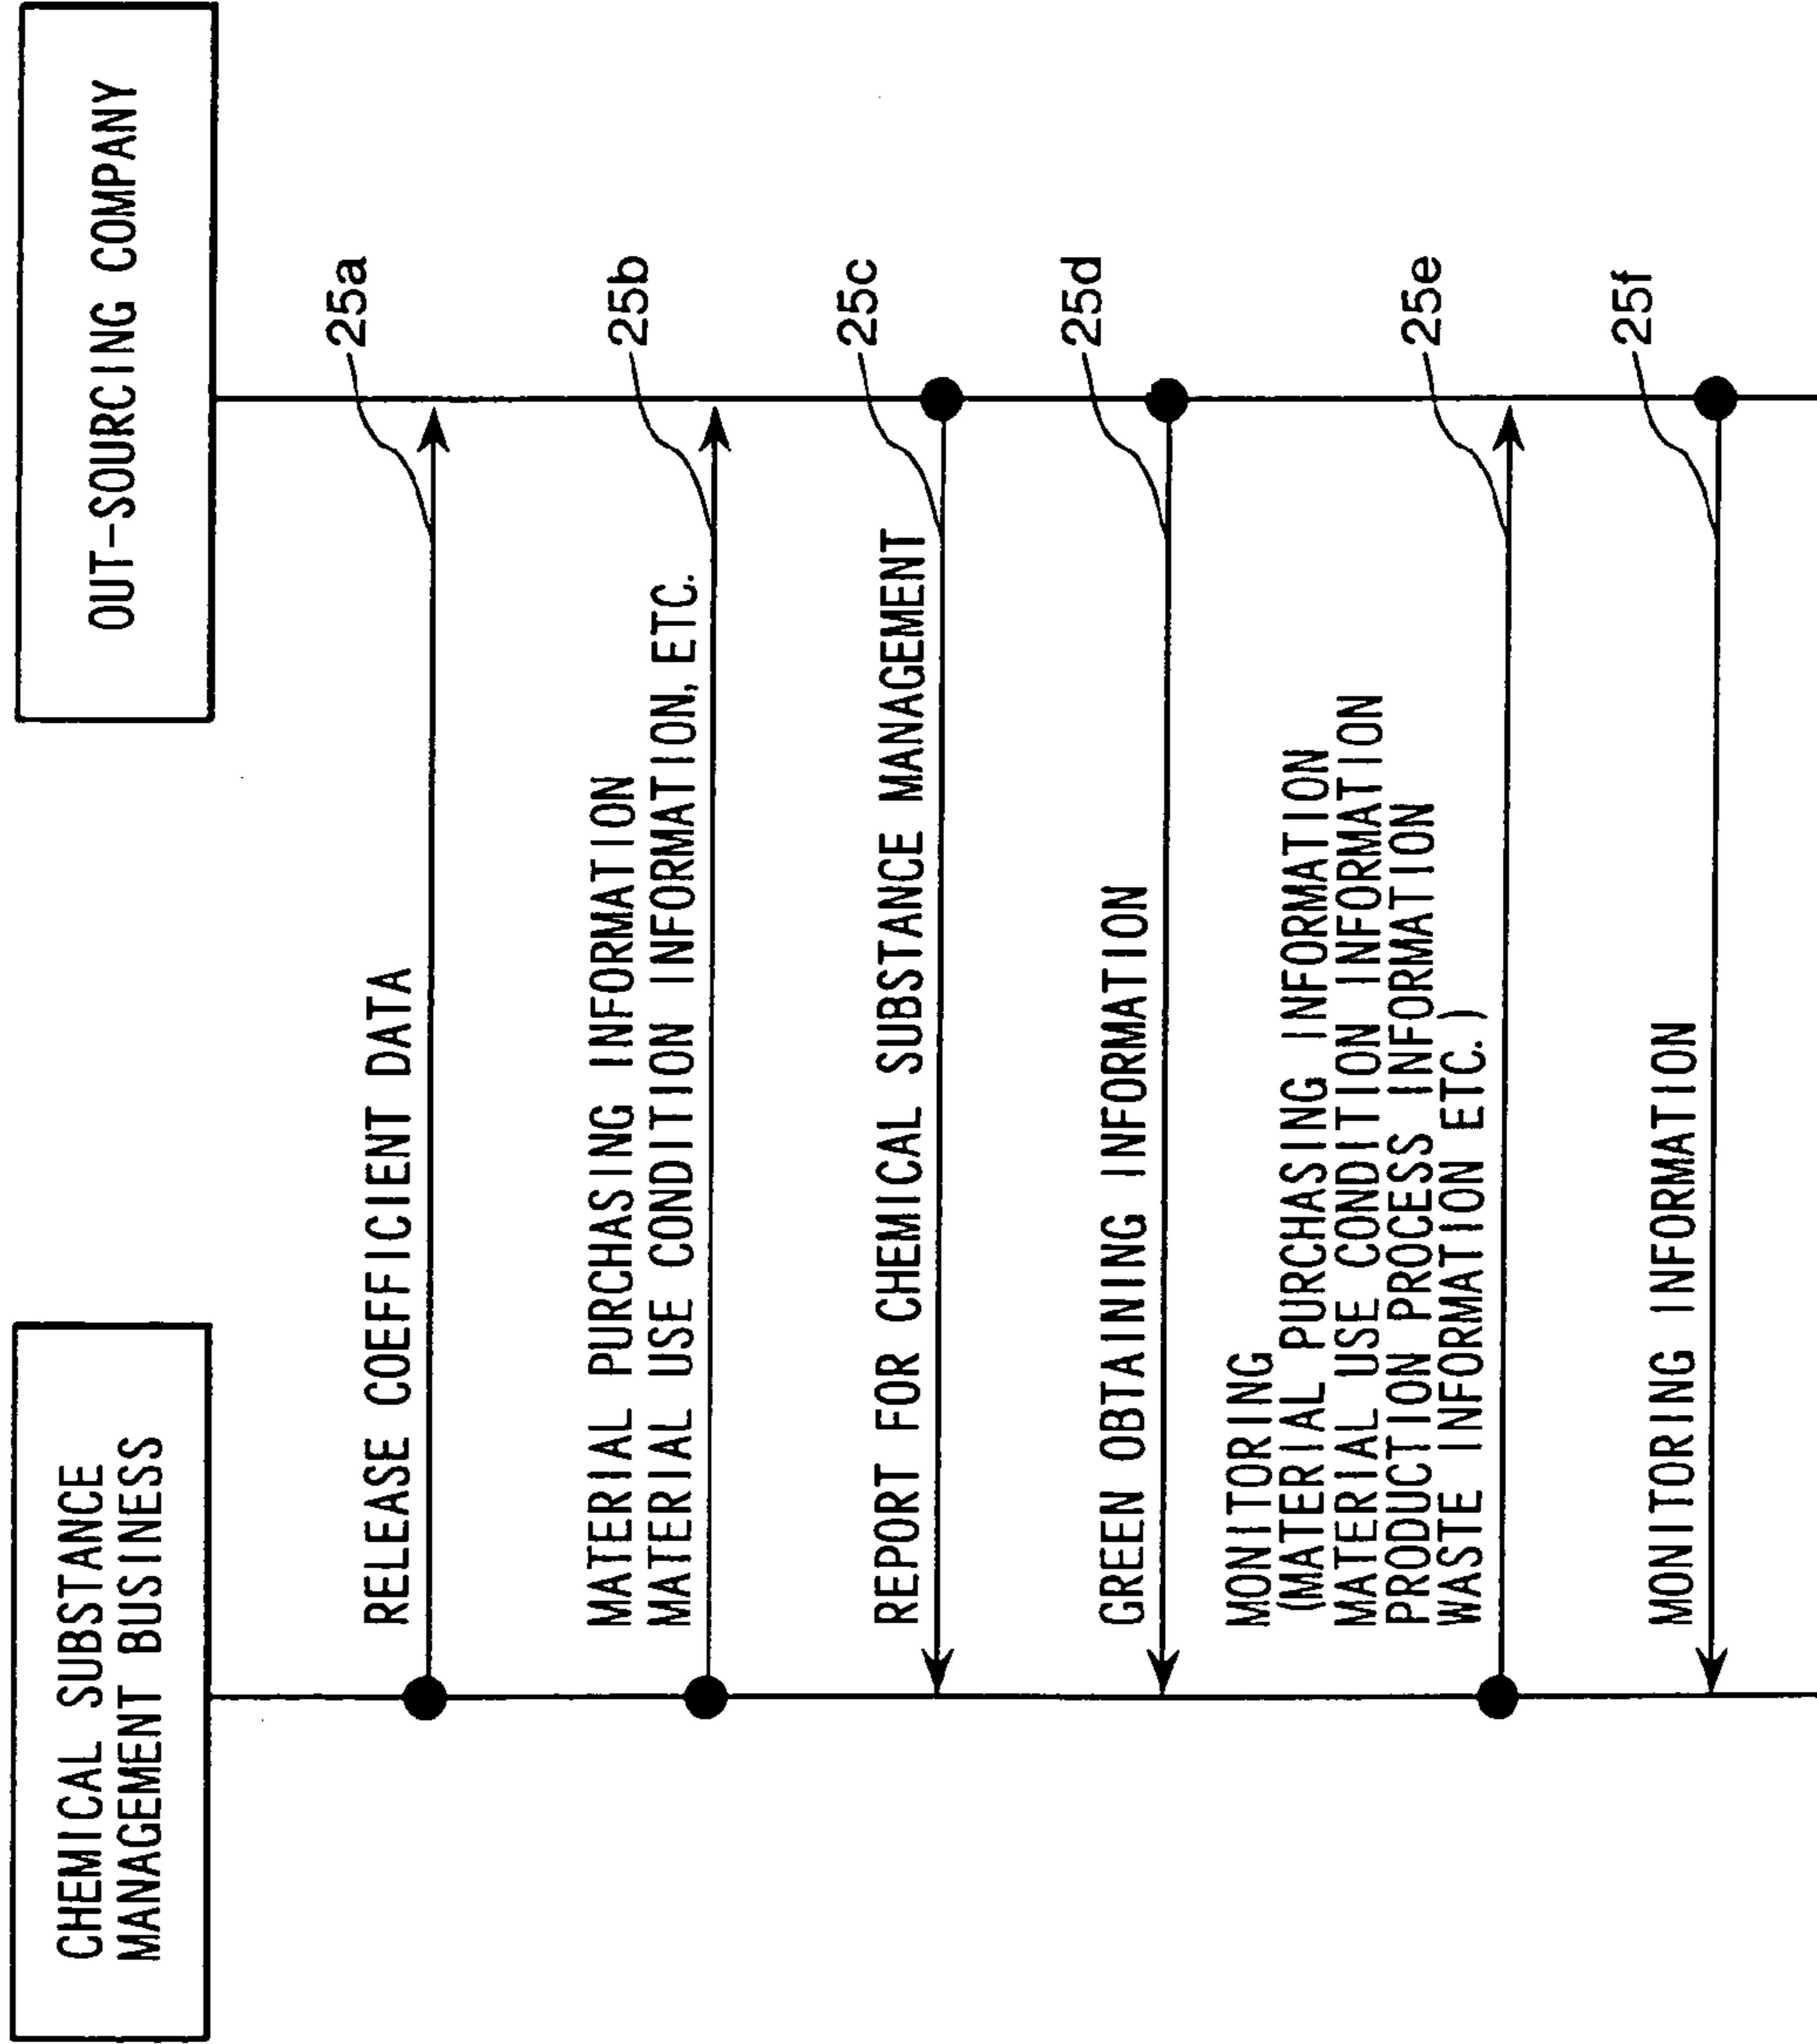 CHEMICAL SUBSTANCE
MANAGEMENT BUSINESS
OUT-SOURCING COMPANY
RELEASE COEFFICIENT DATA
25a
MATERIAL PURCHASING INFORMATION
MATERIAL USE CONDITION INFORMATION, ETC.
25b
REPORT FOR CHEMICAL SUBSTANCE MANAGEMENT
25c
GREEN OBTAINING INFORMATION
25d
MONITORING
(MATERIAL PURCHASING INFORMATION
MATERIAL USE CONDITION INFORMATION
PRODUCTION PROCESS INFORMATION
WASTE INFORMATION ETC.)
25e
MONITORING INFORMATION
25f